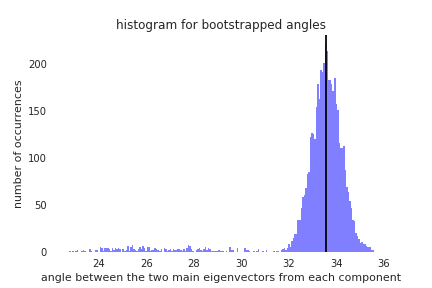 histogram for bootstrapped angles
number of occurrences
200
150
100
50
0
24 26 28 30 32 34 36
angle between the two main eigenvectors from each component